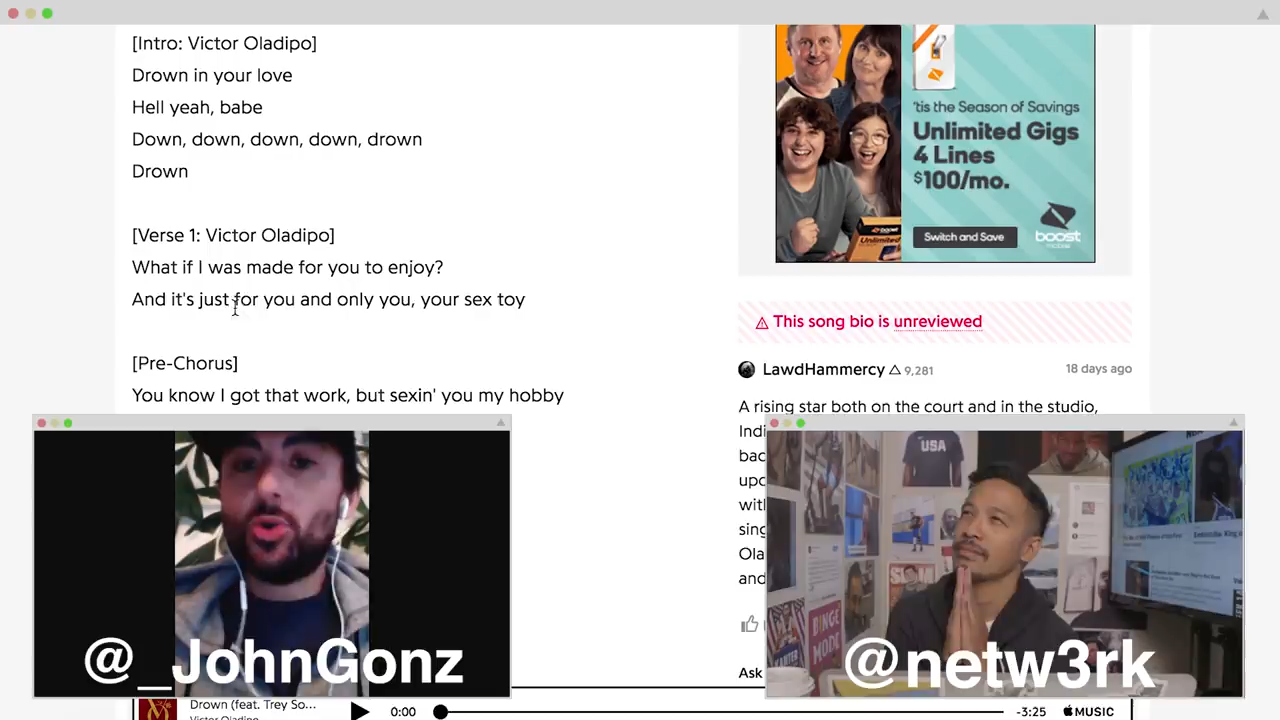 [Intro: Victor Oladipo]
Drown in your love
Hell yeah, babe
Down, down, down, down, drown
Drown
[Verse 1: Victor Oladipo]
What if I was made for you to enjoy?
And it's just for you and only you, your sex toy
[Pre-Chorus]
You know I got that work, but sexin' you my hobby
'tis the Season of Savings
Unlimited Gigs
4 Lines
$100/mo.
Switch and Save
boost
mobile
This song bio is unreviewed
LawdHammercy 9,281
18 days ago
A rising star both on the court and in the studio,
USA
BINGE
MODE
@_JohnGonz
@netw3rk
Ask
Drown (feat. Trey So...
Victor Oladipo
0:00
-3:25
MUSIC